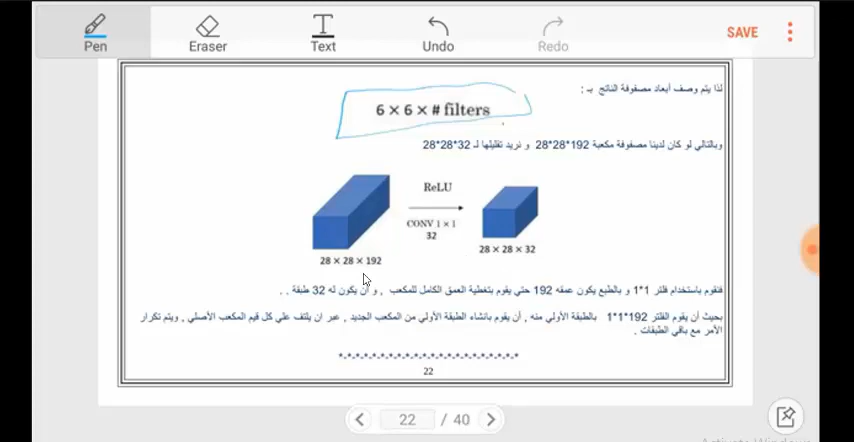 Pen
Eraser
Text
Undo
Redo
SAVE
لذا يتم وصف أبعاد مصفوفة الناتج بـ :
6 × 6 × # filters
وبالتالي لو كان لدينا مصفوفة مكعبة 192*28*28 و نريد تقليلها لـ 32*28*28
ReLU
CONV 1 × 1
32
28 × 28 × 192
28 × 28 × 32
فنقوم باستخدام فلتر 1*1 و بالطبع يكون عمقه 192 حتي يقوم بتغطية العمق الكامل للمكعب , و أن يكون له 32 طبقة . .
بحيث أن يقوم الفلتر 192*1*1 بالطبقة الأولي منه , أن يقوم بانشاء الطبقة الأولي من المكعب الجديد , عبر ان يلتف علي كل قيم المكعب الأصلي , ويتم تكرار
الأمر مع باقي الطبقات .
*-*-*-*-*-*-*-*-*-*-*-*-*-*-*-*-*-*-*-*-*
22
22 / 40